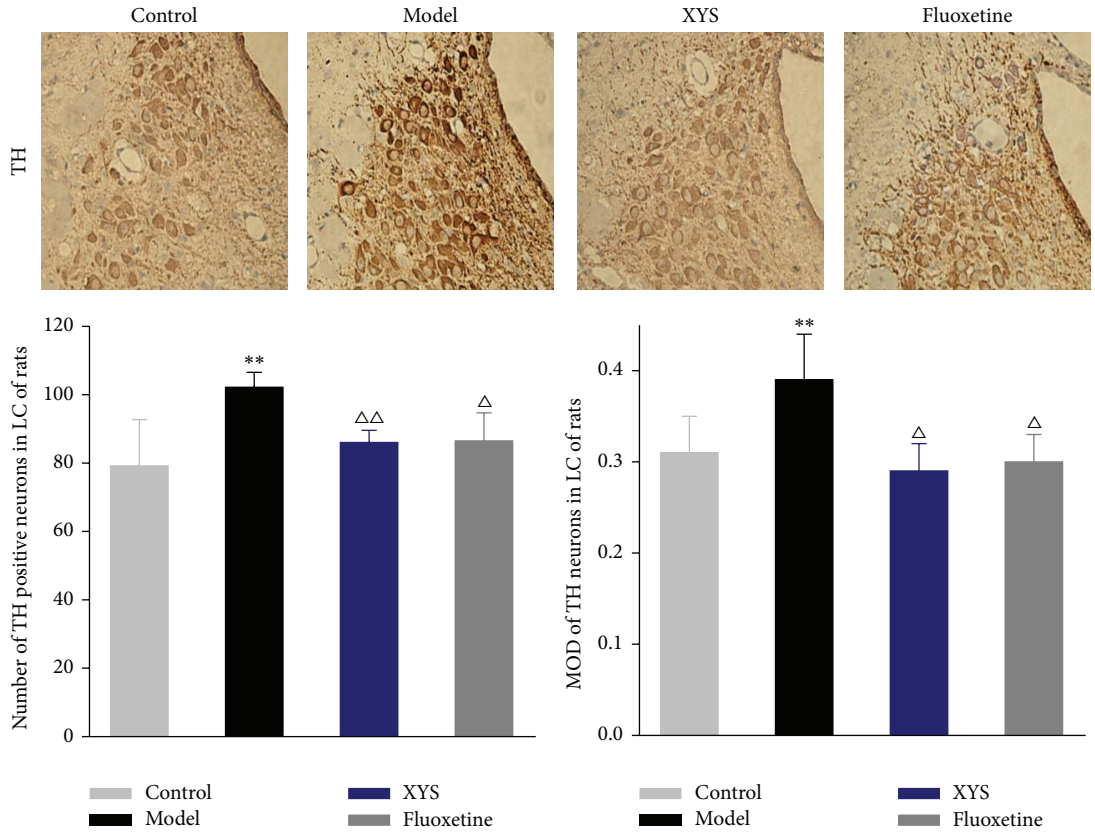 Control Model XYS Fluoxetine
TH
Number of TH positive neurons in LC of rats
120
100
80
60
40
20
0
**
△△
△
Control
Model
XYS
Fluoxetine
MOD of TH neurons in LC of rats
0.4
0.3
0.2
0.1
0.0
**
△
△
Control
Model
XYS
Fluoxetine